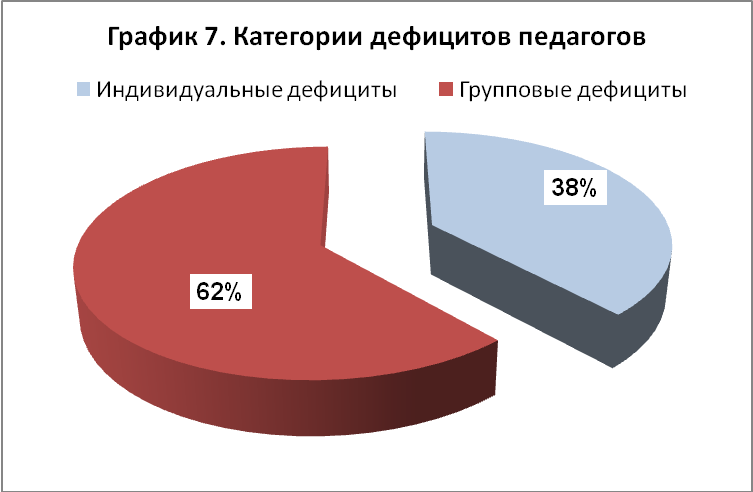 График 7. Категории дефицитов педагогов
Индивидуальные дефициты Групповые дефициты
38%
62%